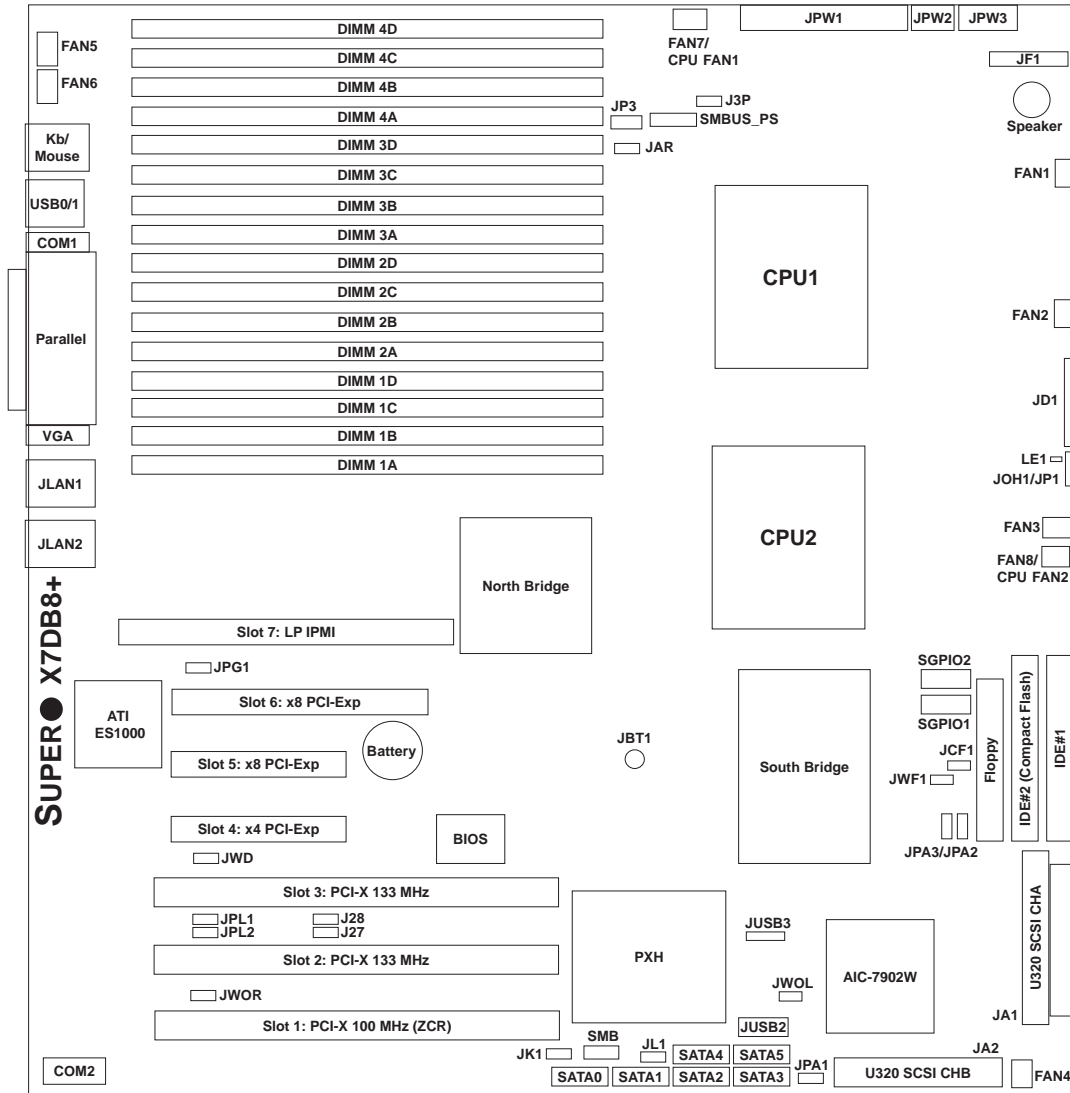 DIMM 4D
FAN7/
CPU FAN1
JPW1
JPW2
JPW3
FAN5
DIMM 4C
JF1
FAN6
DIMM 4B
J3P
JP3
DIMM 4A
SMBUS_PS
Speaker
Kb/
Mouse
DIMM 3D
JAR
DIMM 3C
FAN1
USB0/1
DIMM 3B
COM1
DIMM 3A
DIMM 2D
CPU1
DIMM 2C
DIMM 2B
FAN2
Parallel
DIMM 2A
DIMM 1D
DIMM 1C
JD1
VGA
DIMM 1B
DIMM 1A
LE1
JOH1/JP1
JLAN1
FAN3
JLAN2
CPU2
FAN8/
CPU FAN2
North Bridge
SUPER X7DB8+
Slot 7: LP IPMI
JPG1
SGPIO2
Slot 6: x8 PCI-Exp
ATI
ES1000
SGPIO1
Battery
JBT1
Slot 5: x8 PCI-Exp
South Bridge
JCF1
JWF1
Floppy
IDE#2 (Compact Flash)
IDE#1
Slot 4: x4 PCI-Exp
BIOS
JWD
JPA3/JPA2
Slot 3: PCI-X 133 MHz
JPL1
J28
JPL2
J27
JUSB3
U320 SCSI CHA
Slot 2: PCI-X 133 MHz
PXH
AIC-7902W
JWOR
JWOL
JA1
Slot 1: PCI-X 100 MHz (ZCR)
JUSB2
SMB
JL1
JK1
SATA4
SATA5
JA2
COM2
SATA0
SATA1
SATA2
SATA3
JPA1
U320 SCSI CHB
FAN4